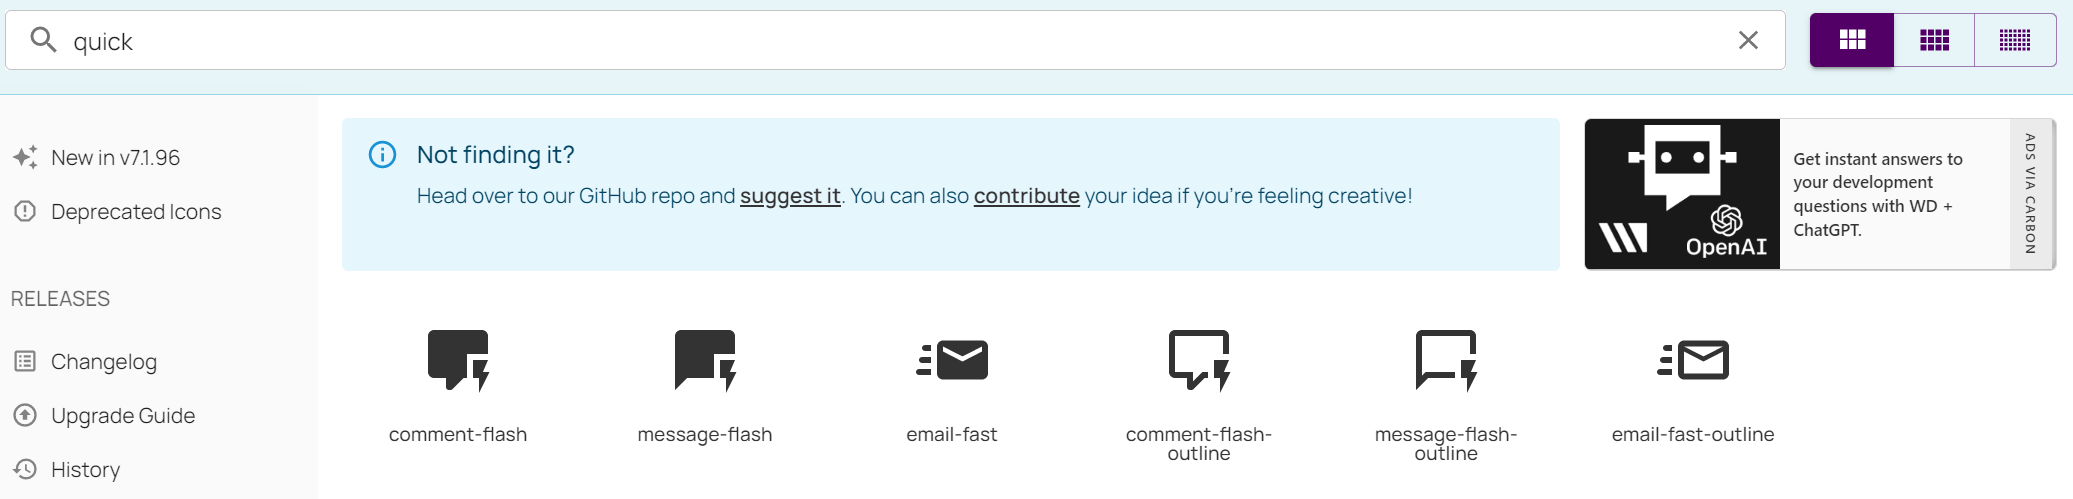 quick
New in v7.1.96
Deprecated Icons
RELEASES
Changelog
Upgrade Guide
History
Not finding it?
Head over to our GitHub repo and suggest it. You can also contribute your idea if you're feeling creative!
OpenAI
Get instant answers to
your development
questions with WD +
ChatGPT.
ADS VIA CARBON
comment-flash
message-flash
email-fast
comment-flash-
outline
message-flash-
outline
email-fast-outline